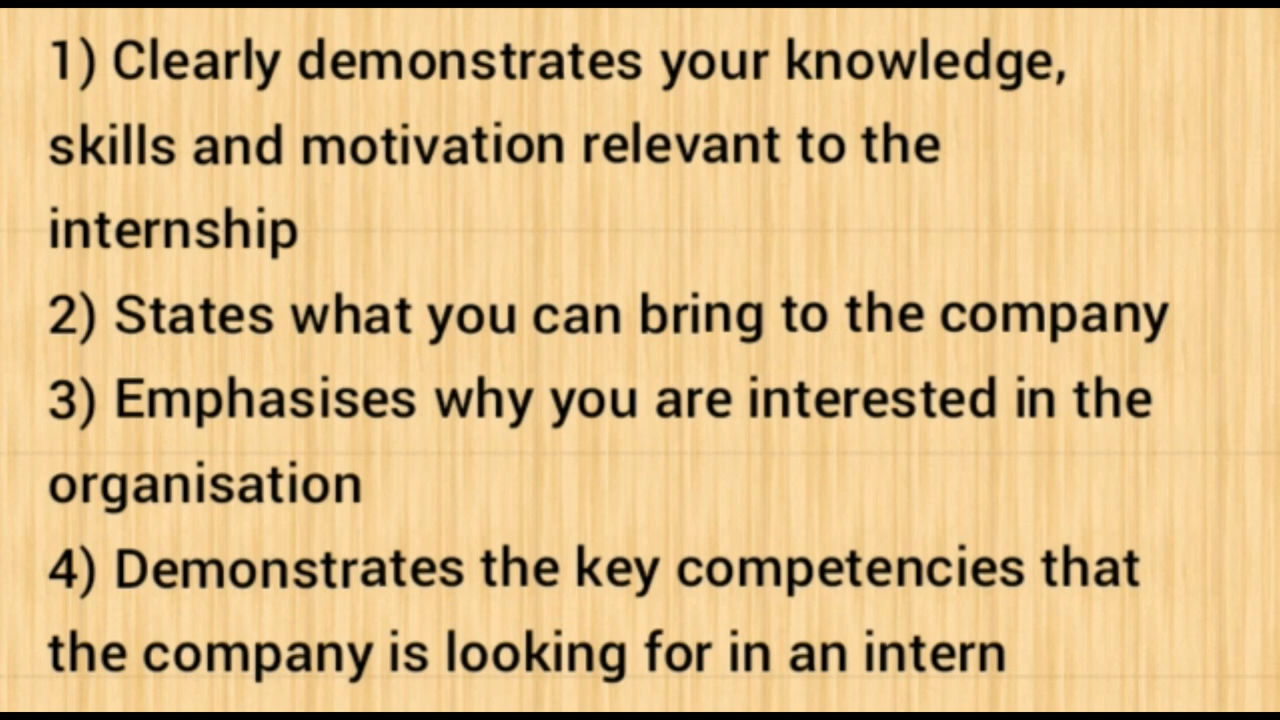 1) Clearly demonstrates your knowledge,
skills and motivation relevant to the
internship
2) States what you can bring to the company
3) Emphasises why you are interested in the
organisation
4) Demonstrates the key competencies that
the company is looking for in an intern